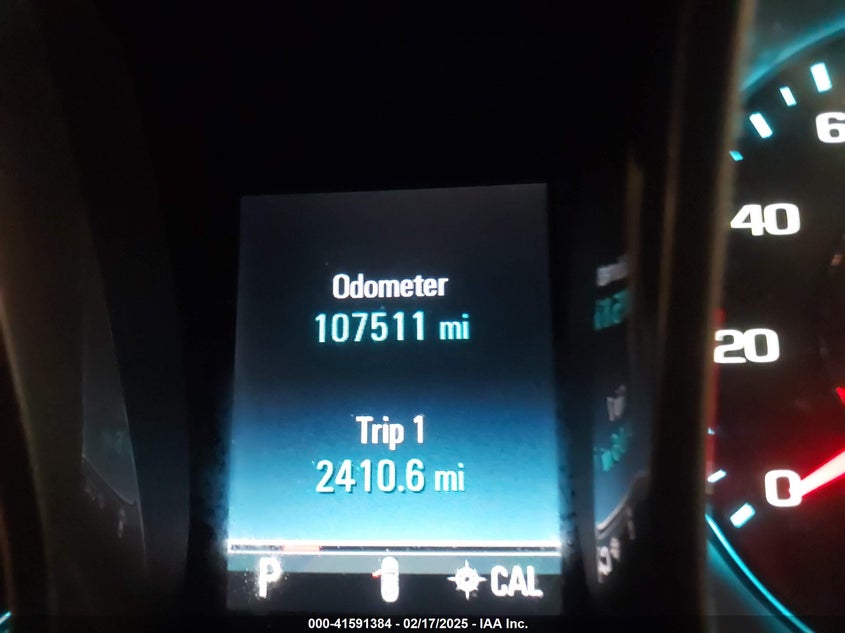 Odometer
107511 mi
Trip 1
2410.6 mi
P
CAL
6
40
20
0
000-41591384 - 02/17/2025 - IAA Inc.